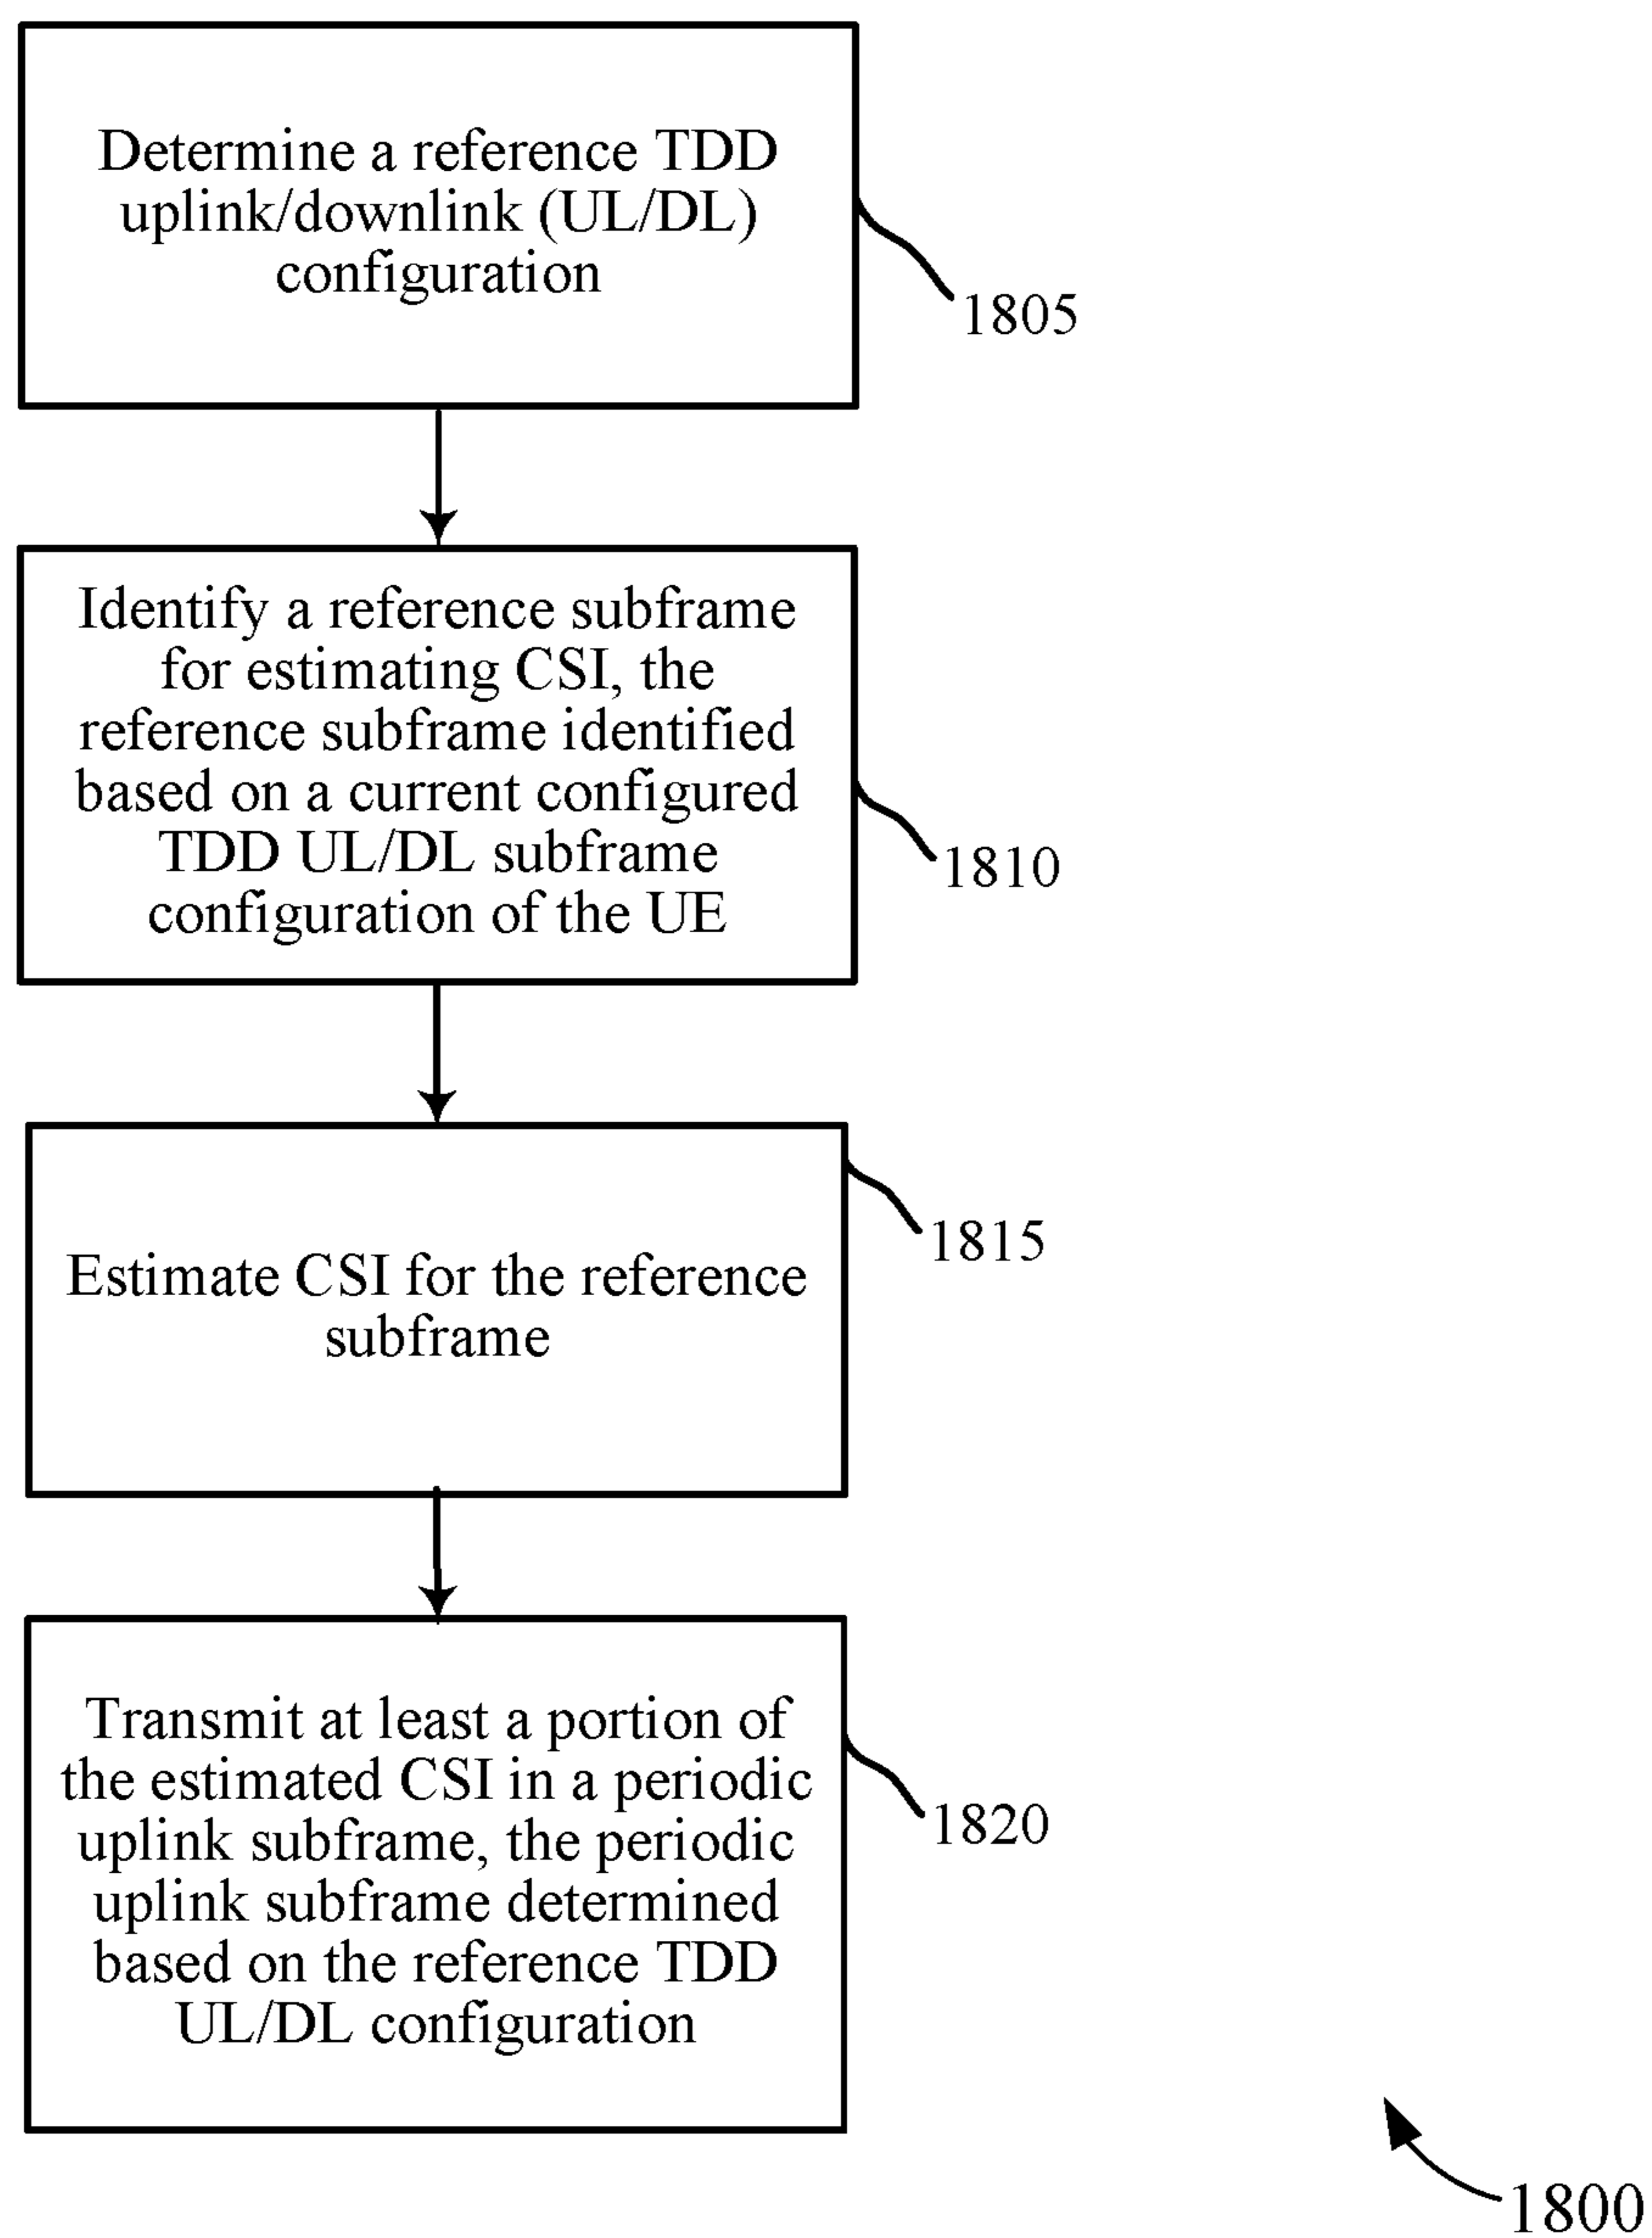 Determine a reference TDD
uplink/downlink (UL/DL)
configuration
1805
Identify a reference subframe
for estimating CSI, the
reference subframe identified
based on a current configured
TDD UL/DL subframe
configuration of the UE
1810
Estimate CSI for the reference
subframe
1815
Transmit at least a portion of
the estimated CSI in a periodic
uplink subframe, the periodic
uplink subframe determined
based on the reference TDD
UL/DL configuration
1820
1800